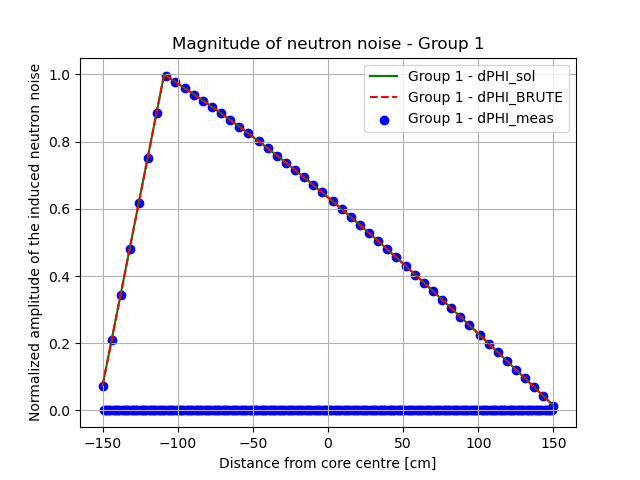 Magnitude of neutron noise - Group 1
Normalized amplitude of the induced neutron noise
1.0
0.8
0.6
0.4
0.2
0.0
Group 1 - dPHI_sol
Group 1 - dPHI_BRUTE
Group 1 - dPHI_meas
−150 −100 −50 0 50 100 150
Distance from core centre [cm]